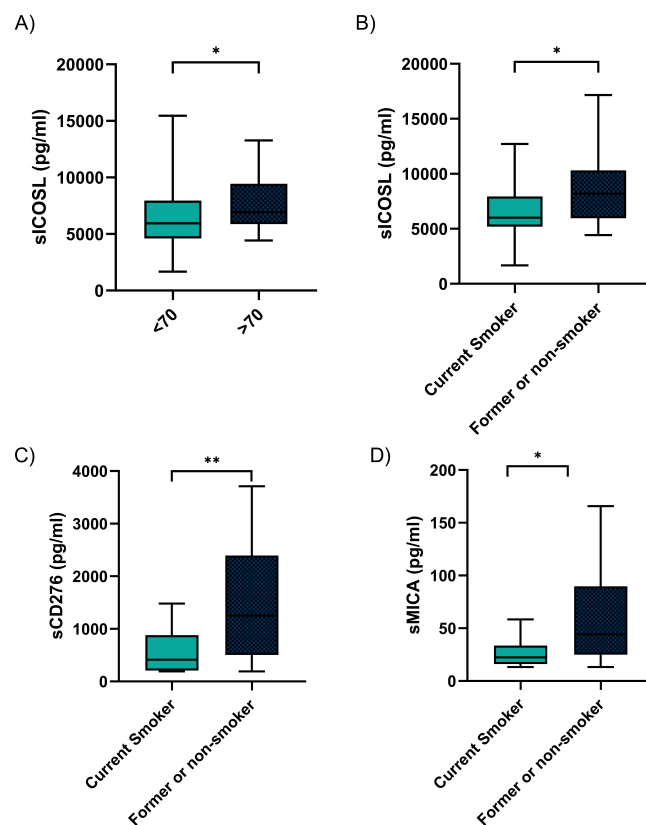 A)
*
20000
15000
10000
5000
0
sICOSL (pg/ml)
<70
>70
B)
*
20000
15000
10000
5000
0
sICOSL (pg/ml)
Current Smoker
Former or non-smoker
C)
**
4000
3000
2000
1000
0
sCD276 (pg/ml)
Current Smoker
Former or non-smoker
D)
*
200
150
100
50
0
sMICA (pg/ml)
Current Smoker
Former or non-smoker